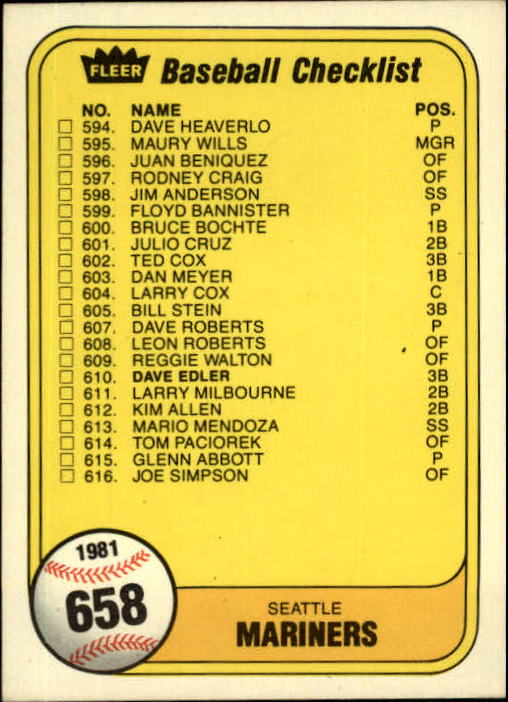 FLEER Baseball Checklist
NO. NAME POS.
594. DAVE HEAVERLO P
595. MAURY WILLS MGR
596. JUAN BENIQUEZ OF
597. RODNEY CRAIG OF
598. JIM ANDERSON SS
599. FLOYD BANNISTER P
600. BRUCE BOCHTE 1B
601. JULIO CRUZ 2B
602. TED COX 3B
603. DAN MEYER 1B
604. LARRY COX C
605. BILL STEIN 3B
607. DAVE ROBERTS P
608. LEON ROBERTS OF
609. REGGIE WALTON OF
610. DAVE EDLER 3B
611. LARRY MILBOURNE 2B
612. KIM ALLEN 2B
613. MARIO MENDOZA SS
614. TOM PACIOREK OF
615. GLENN ABBOTT P
616. JOE SIMPSON OF
1981
658
SEATTLE
MARINERS